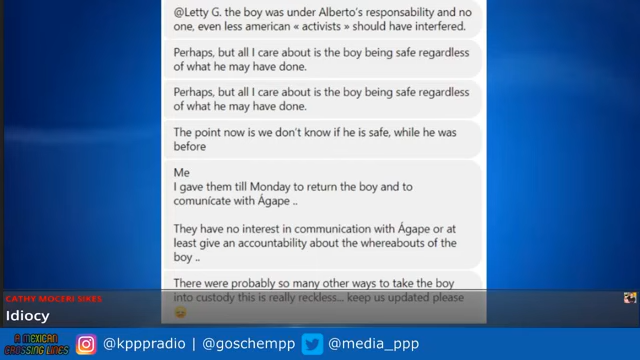 @Letty G. the boy was under Alberto's responsability and no
one, even less american « activists » should have interfered.
Perhaps, but all I care about is the boy being safe regardless
of what he may have done.
Perhaps, but all I care about is the boy being safe regardless
of what he may have done.
The point now is we don't know if he is safe, while he was
before
Me
I gave them till Monday to return the boy and to
comunícate with Ágape ..
They have no interest in communication with Ágape or at
least give an accountability about the whereabouts of the
boy ..
There were probably so many other ways to take the boy
into custody this is really reckless... keep us updated please
CATHY MOCERI SIKES
Idiocy
A MEXICAN
CROSSING LINES
@kpppradio | @goschempp
@media_ppp